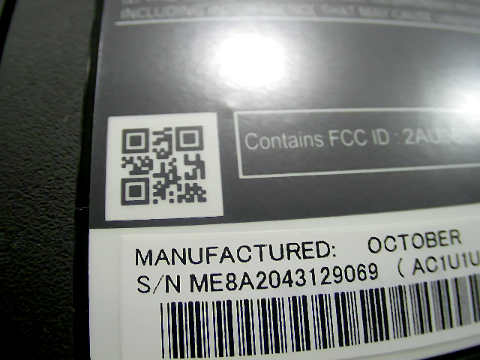 INCLUDING INTERFERENCE THAT MAY CAUSE
Contains FCC ID : 2AU
MANUFACTURED: OCTOBER
S/N ME8A2043129069 ( AC1U1U